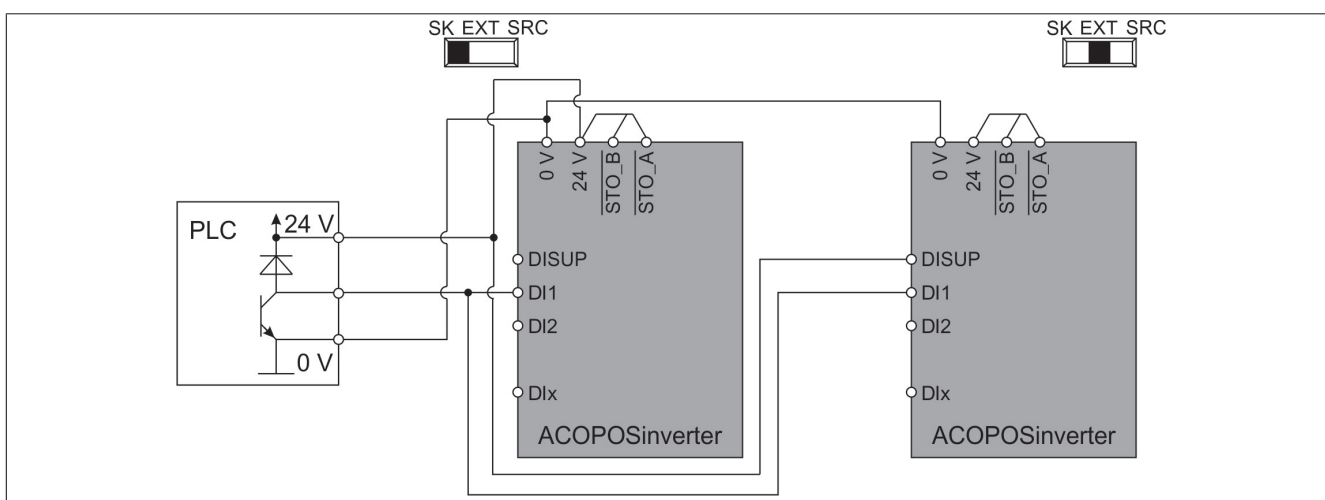 SK EXT SRC
SK EXT SRC
0 V
24 V
STO_B
STO_A
0 V
24 V
STO_B
STO_A
PLC
24 V
0 V
DISUP
DI1
DI2
DIx
ACOPOSinverter
DISUP
DI1
DI2
DIx
ACOPOSinverter